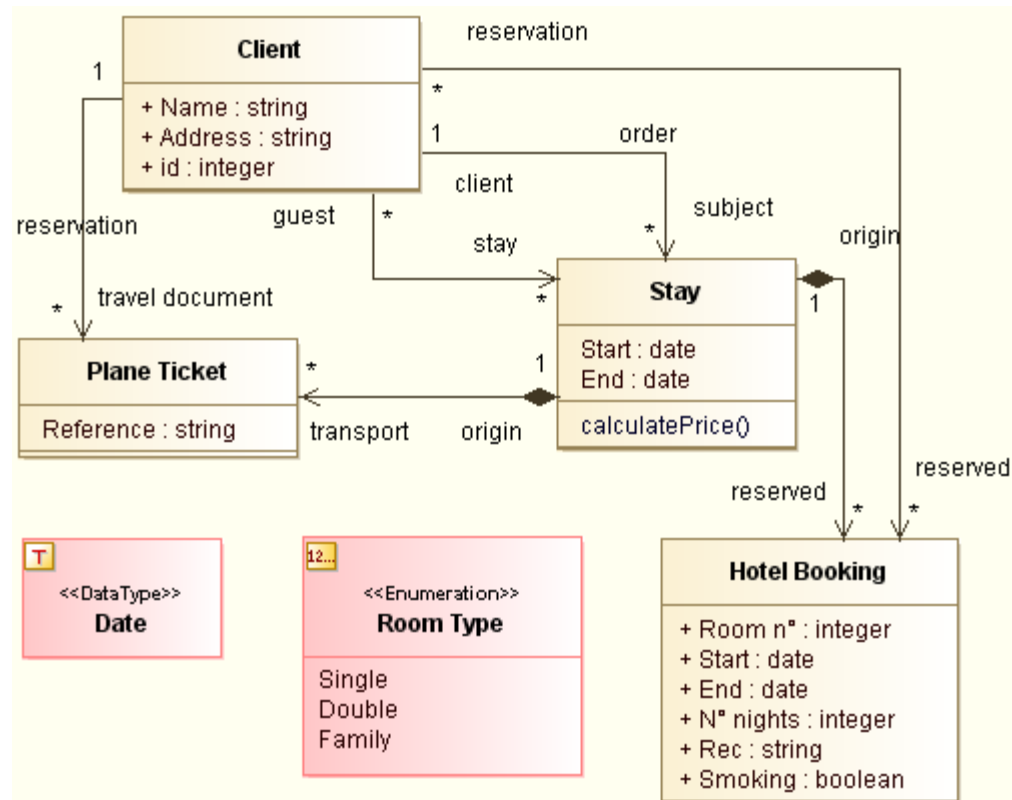 reservation
Client
1
*
+ Name : string
+ Address : string
+ id : integer
1
order
client
guest
*
subject
reservation
stay
*
origin
travel document
*
*
Stay
1
Plane Ticket
*
1
Start : date
End : date
Reference : string
transport
origin
calculatePrice()
reserved
reserved
*
*
T
<<DataType>>
Date
12...
<<Enumeration>>
Room Type
Single
Double
Family
Hotel Booking
+ Room n° : integer
+ Start : date
+ End : date
+ N° nights : integer
+ Rec : string
+ Smoking : boolean